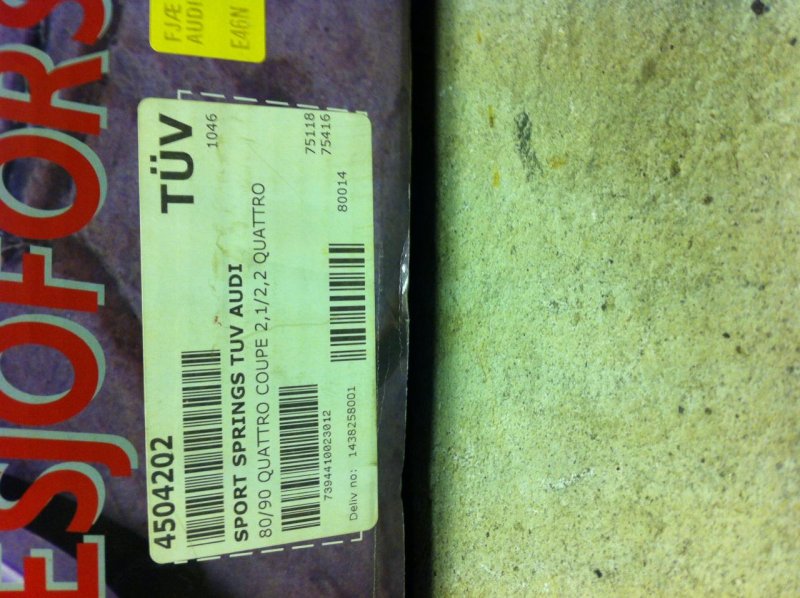 ESJOFORS
FJÆ
AUDI
E46N
4504202
TÜV
1046
SPORT SPRINGS TUV AUDI
80/90 QUATTRO COUPE 2,1/2,2 QUATTRO
75118
75416
7394410023012
80014
Deliv no: 1438258001